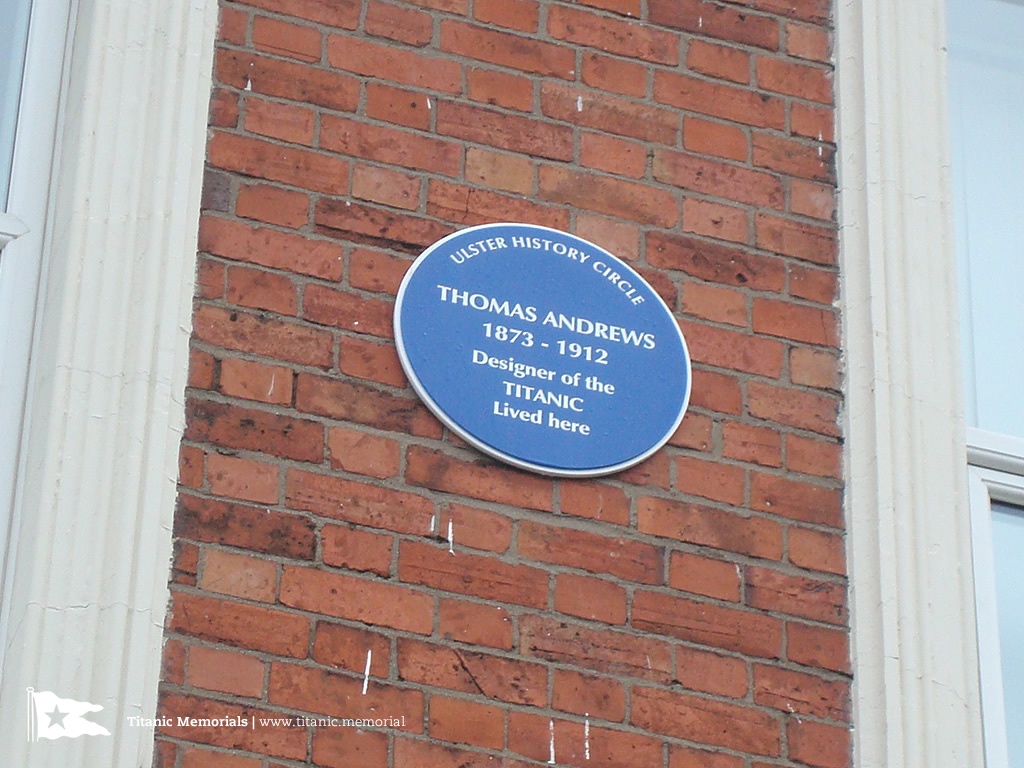 ULSTER HISTORY CIRCLE
THOMAS ANDREWS
1873 - 1912
Designer of the
TITANIC
Lived here
Titanic Memorials | www.titanic.memorial